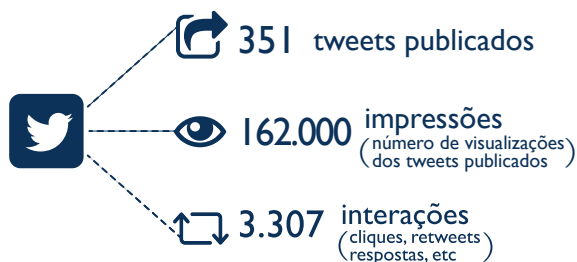 351 tweets publicados
162.000 impressões
(número de visualizações
dos tweets publicados)
3.307 interações
(cliques, retweets
respostas, etc)